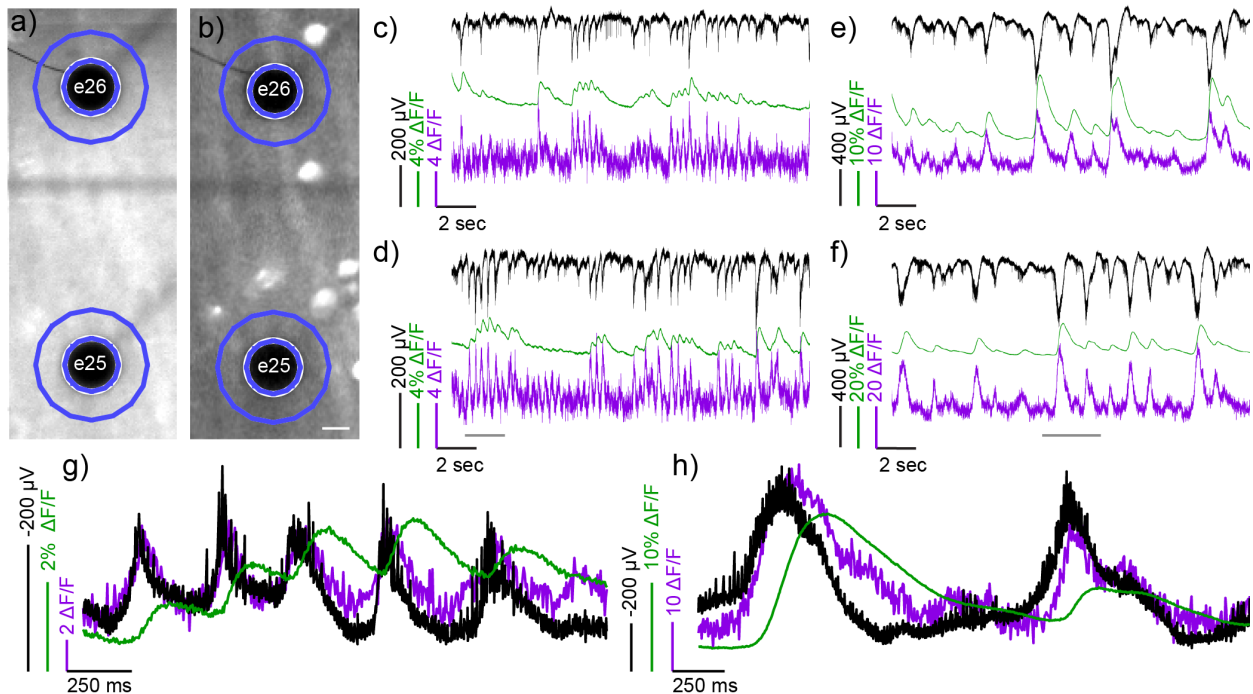 a)
e26
e25
b)
e26
e25
c)
200 µV
4% ΔF/F
4 ΔF/F
2 sec
d)
200 µV
4% ΔF/F
4 ΔF/F
2 sec
e)
400 µV
10% ΔF/F
10 ΔF/F
2 sec
f)
400 µV
20% ΔF/F
20 ΔF/F
2 sec
g)
-200 µV
2% ΔF/F
2 ΔF/F
250 ms
h)
-200 µV
10% ΔF/F
10 ΔF/F
250 ms